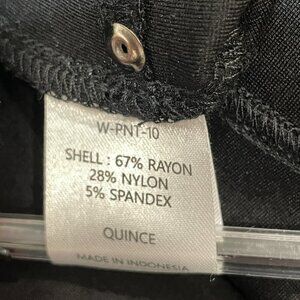 W-PNT-10
SHELL : 67% RAYON
28% NYLON
5% SPANDEX
QUINCE
MADE IN INDONESIA